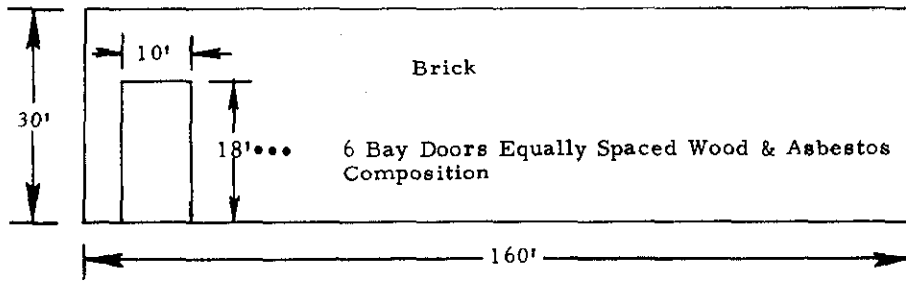 10'
Brick
30'
18'••• 6 Bay Doors Equally Spaced Wood & Asbestos
Composition
160'